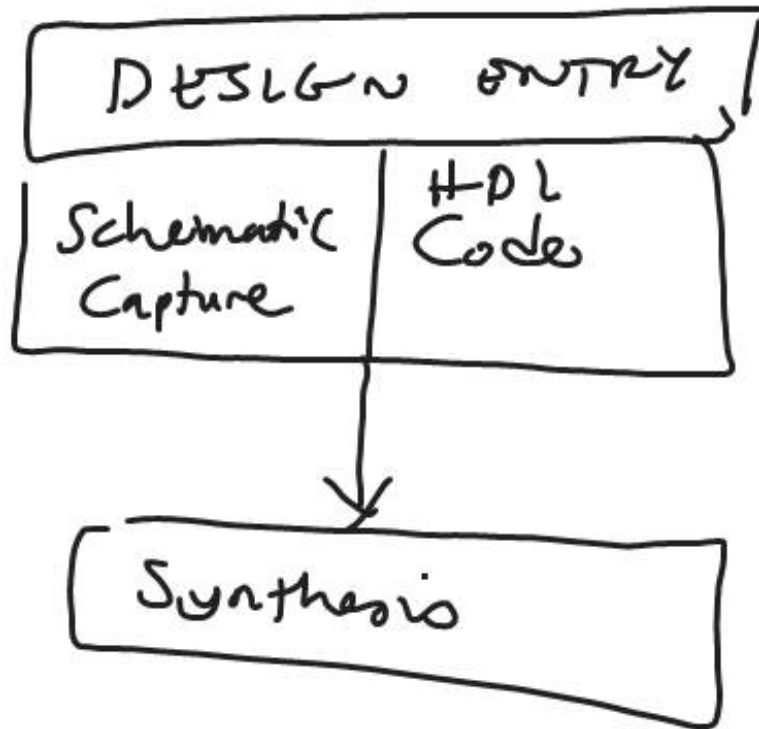 DESIGN ENTRY
Schematic
Capture
HDL
Code
Synthesis